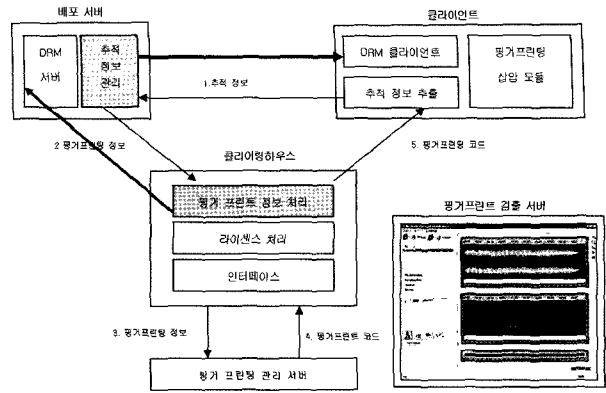 배포 서버
클라이언트
DRM
서버
추적
정보
관리
DRM 클라이언트
핑거프린팅
삽입 모듈
추적 정보 추출
1.추적 정보
2 핑거프린팅 정보
5. 핑거프린팅 코드
클리어링하우스
핑거 프린트 정보 처리
라이센스 처리
인터페이스
핑거프린트 검출 서버
3. 핑거프린팅 정보
4. 핑거프린트 코드
핑거 프린팅 관리 서버